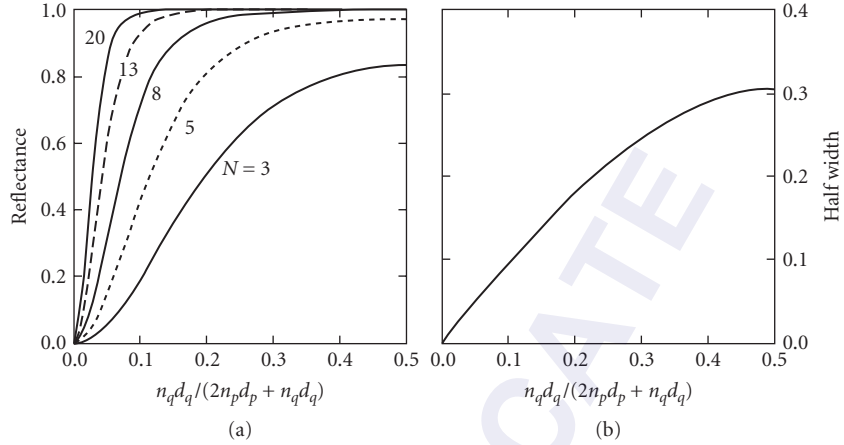 1.0
0.8
0.6
0.4
0.2
0.0
Reflectance
20
13
8
5
N = 3
0.0 0.1 0.2 0.3 0.4 0.5
n_q d_q/(2n_p d_p + n_q d_q)
(a)
0.4
0.3
0.2
0.1
0.0
Half width
0.0 0.1 0.2 0.3 0.4 0.5
n_q d_q/(2n_p d_p + n_q d_q)
(b)
CATE